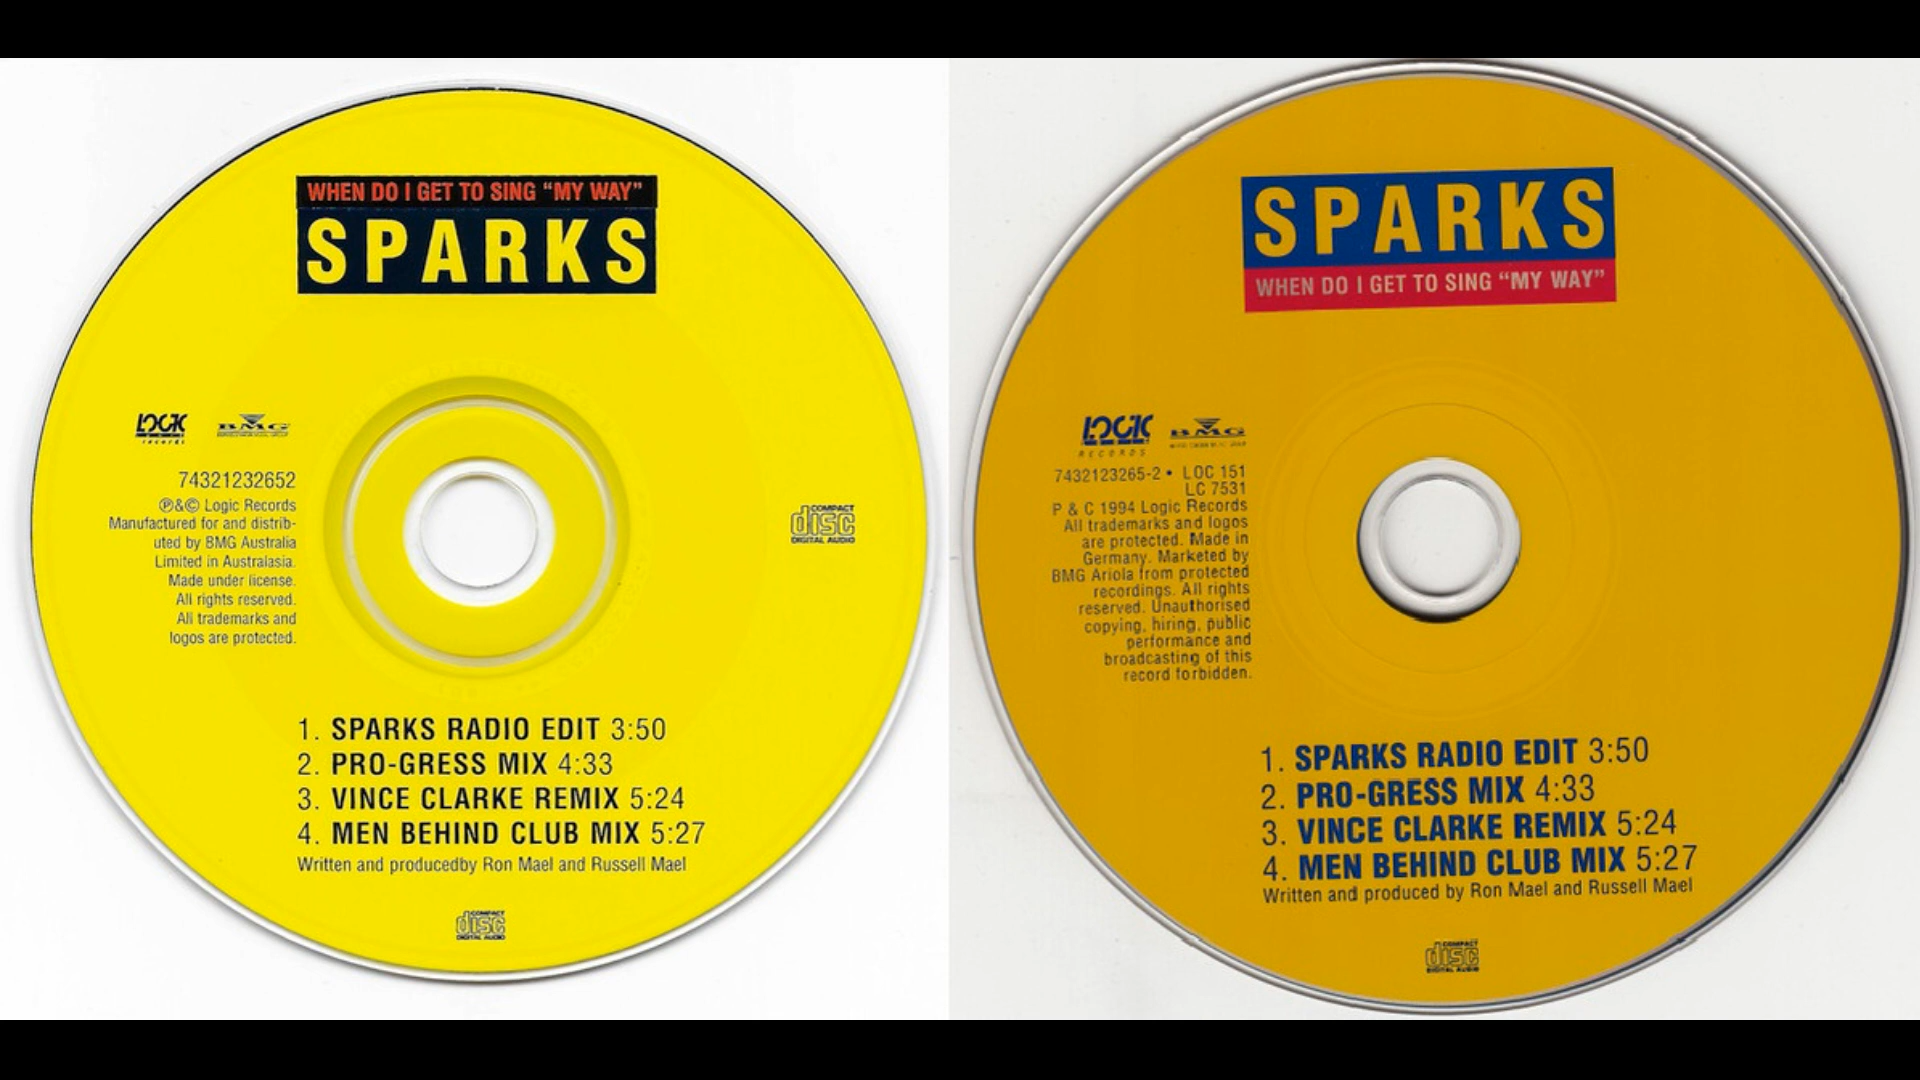 WHEN DO I GET TO SING “MY WAY”
SPARKS
LOGIC
records
BMG
74321232652
℗&© Logic Records
Manufactured for and distrib-
uted by BMG Australia
Limited in Australasia.
Made under license.
All rights reserved.
All trademarks and
logos are protected.
COMPACT
disc
DIGITAL AUDIO
1. SPARKS RADIO EDIT 3:50
2. PRO-GRESS MIX 4:33
3. VINCE CLARKE REMIX 5:24
4. MEN BEHIND CLUB MIX 5:27
Written and producedby Ron Mael and Russell Mael
COMPACT
disc
DIGITAL AUDIO
SPARKS
WHEN DO I GET TO SING “MY WAY”
LOGIC
RECORDS
BMG
7432123265-2 • LOC 151
LC 7531
P & C 1994 Logic Records
All trademarks and logos
are protected. Made in
Germany. Marketed by
BMG Ariola from protected
recordings. All rights
reserved. Unauthorised
copying, hiring, public
performance and
broadcasting of this
record forbidden.
1. SPARKS RADIO EDIT 3:50
2. PRO-GRESS MIX 4:33
3. VINCE CLARKE REMIX 5:24
4. MEN BEHIND CLUB MIX 5:27
Written and produced by Ron Mael and Russell Mael
COMPACT
disc
DIGITAL AUDIO